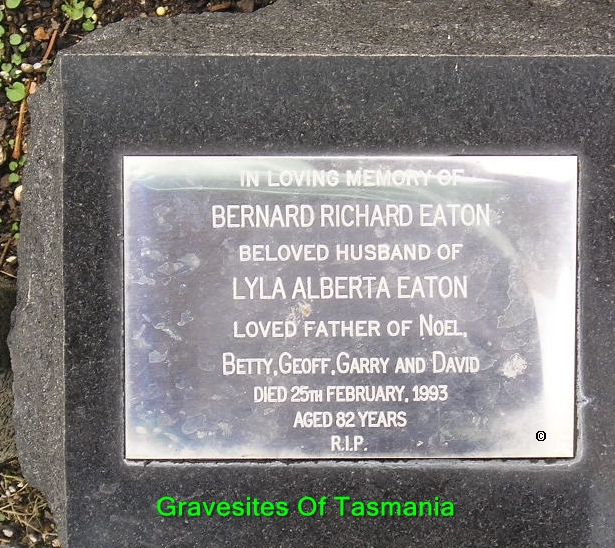 IN LOVING MEMORY OF
BERNARD RICHARD EATON
BELOVED HUSBAND OF
LYLA ALBERTA EATON
LOVED FATHER OF NOEL,
BETTY, GEOFF, GARRY AND DAVID
DIED 25TH FEBRUARY, 1993
AGED 82 YEARS
R.I.P.
©
Gravesites Of Tasmania